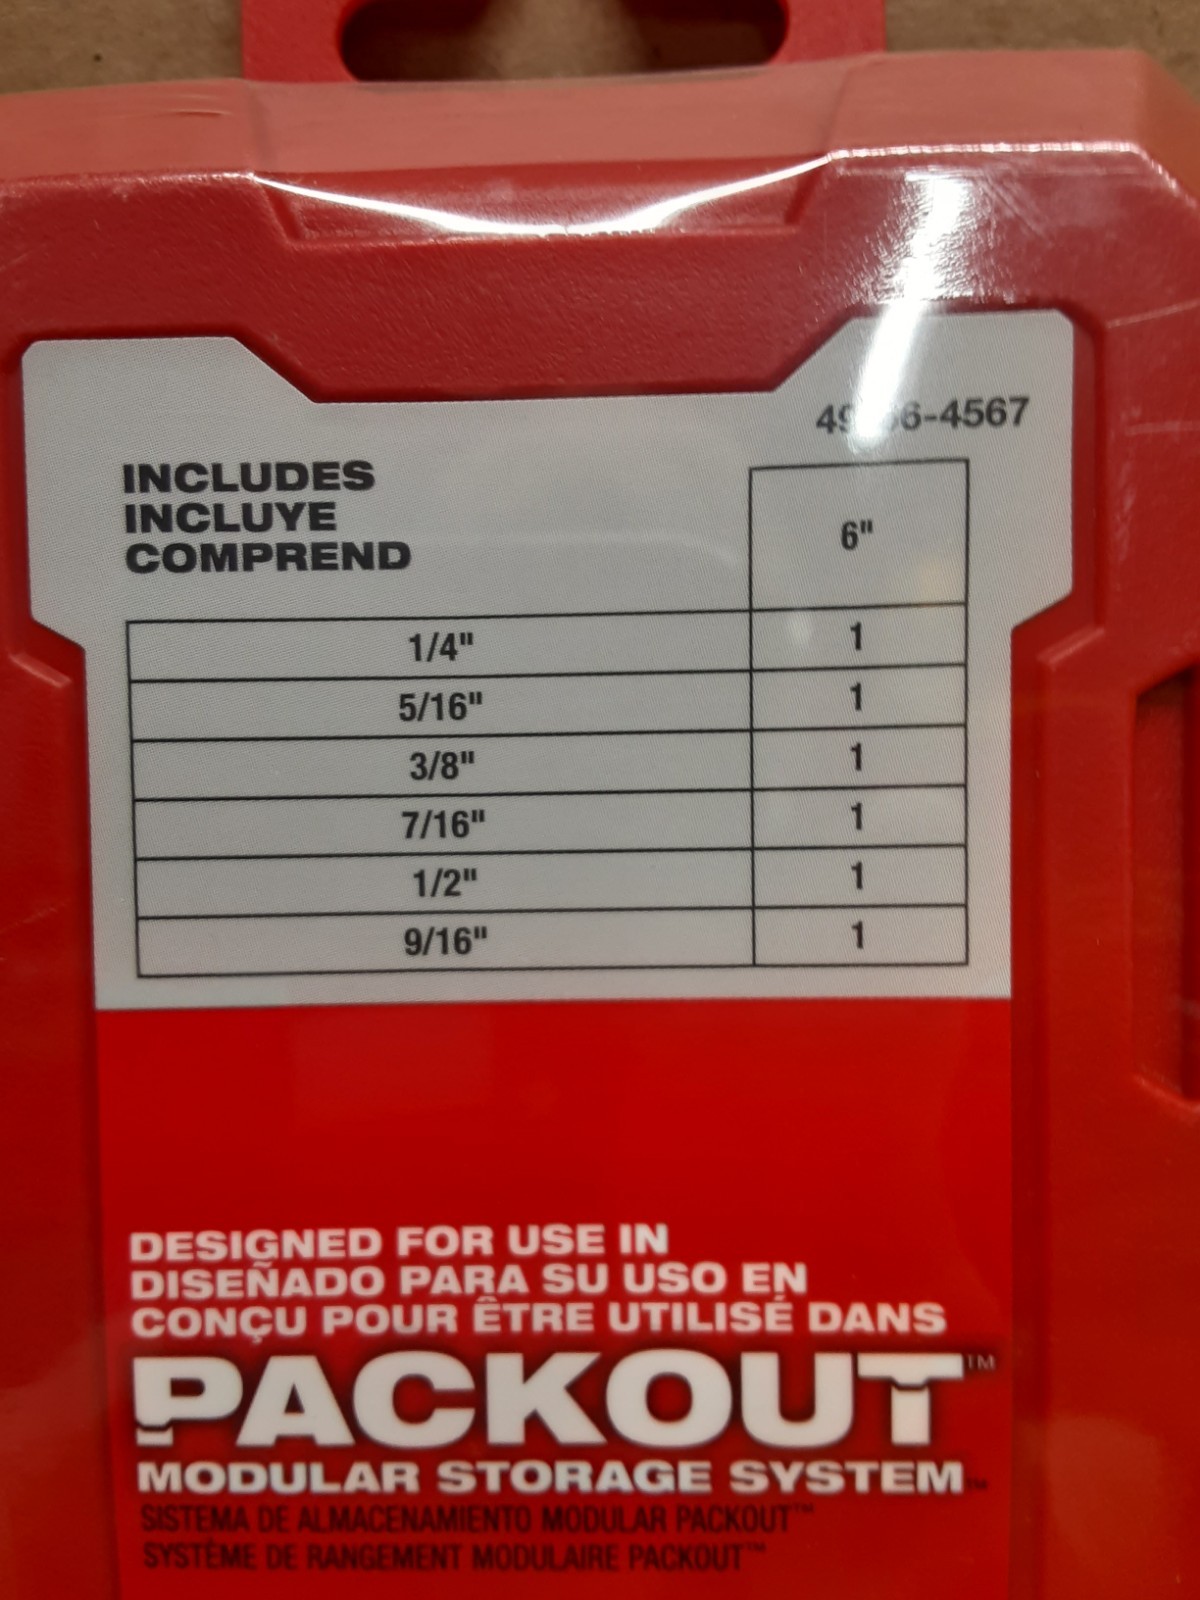 INCLUDES
INCLUYE
COMPREND
6"
1/4" 1
5/16" 1
3/8" 1
7/16" 1
1/2" 1
9/16" 1
DESIGNED FOR USE IN
DISEÑADO PARA SU USO EN
CONÇU POUR ÊTRE UTILISÉ DANS
PACKOUT™
MODULAR STORAGE SYSTEM™
SISTEMA DE ALMACENAMIENTO MODULAR PACKOUT™
SYSTÈME DE RANGEMENT MODULAIRE PACKOUT™